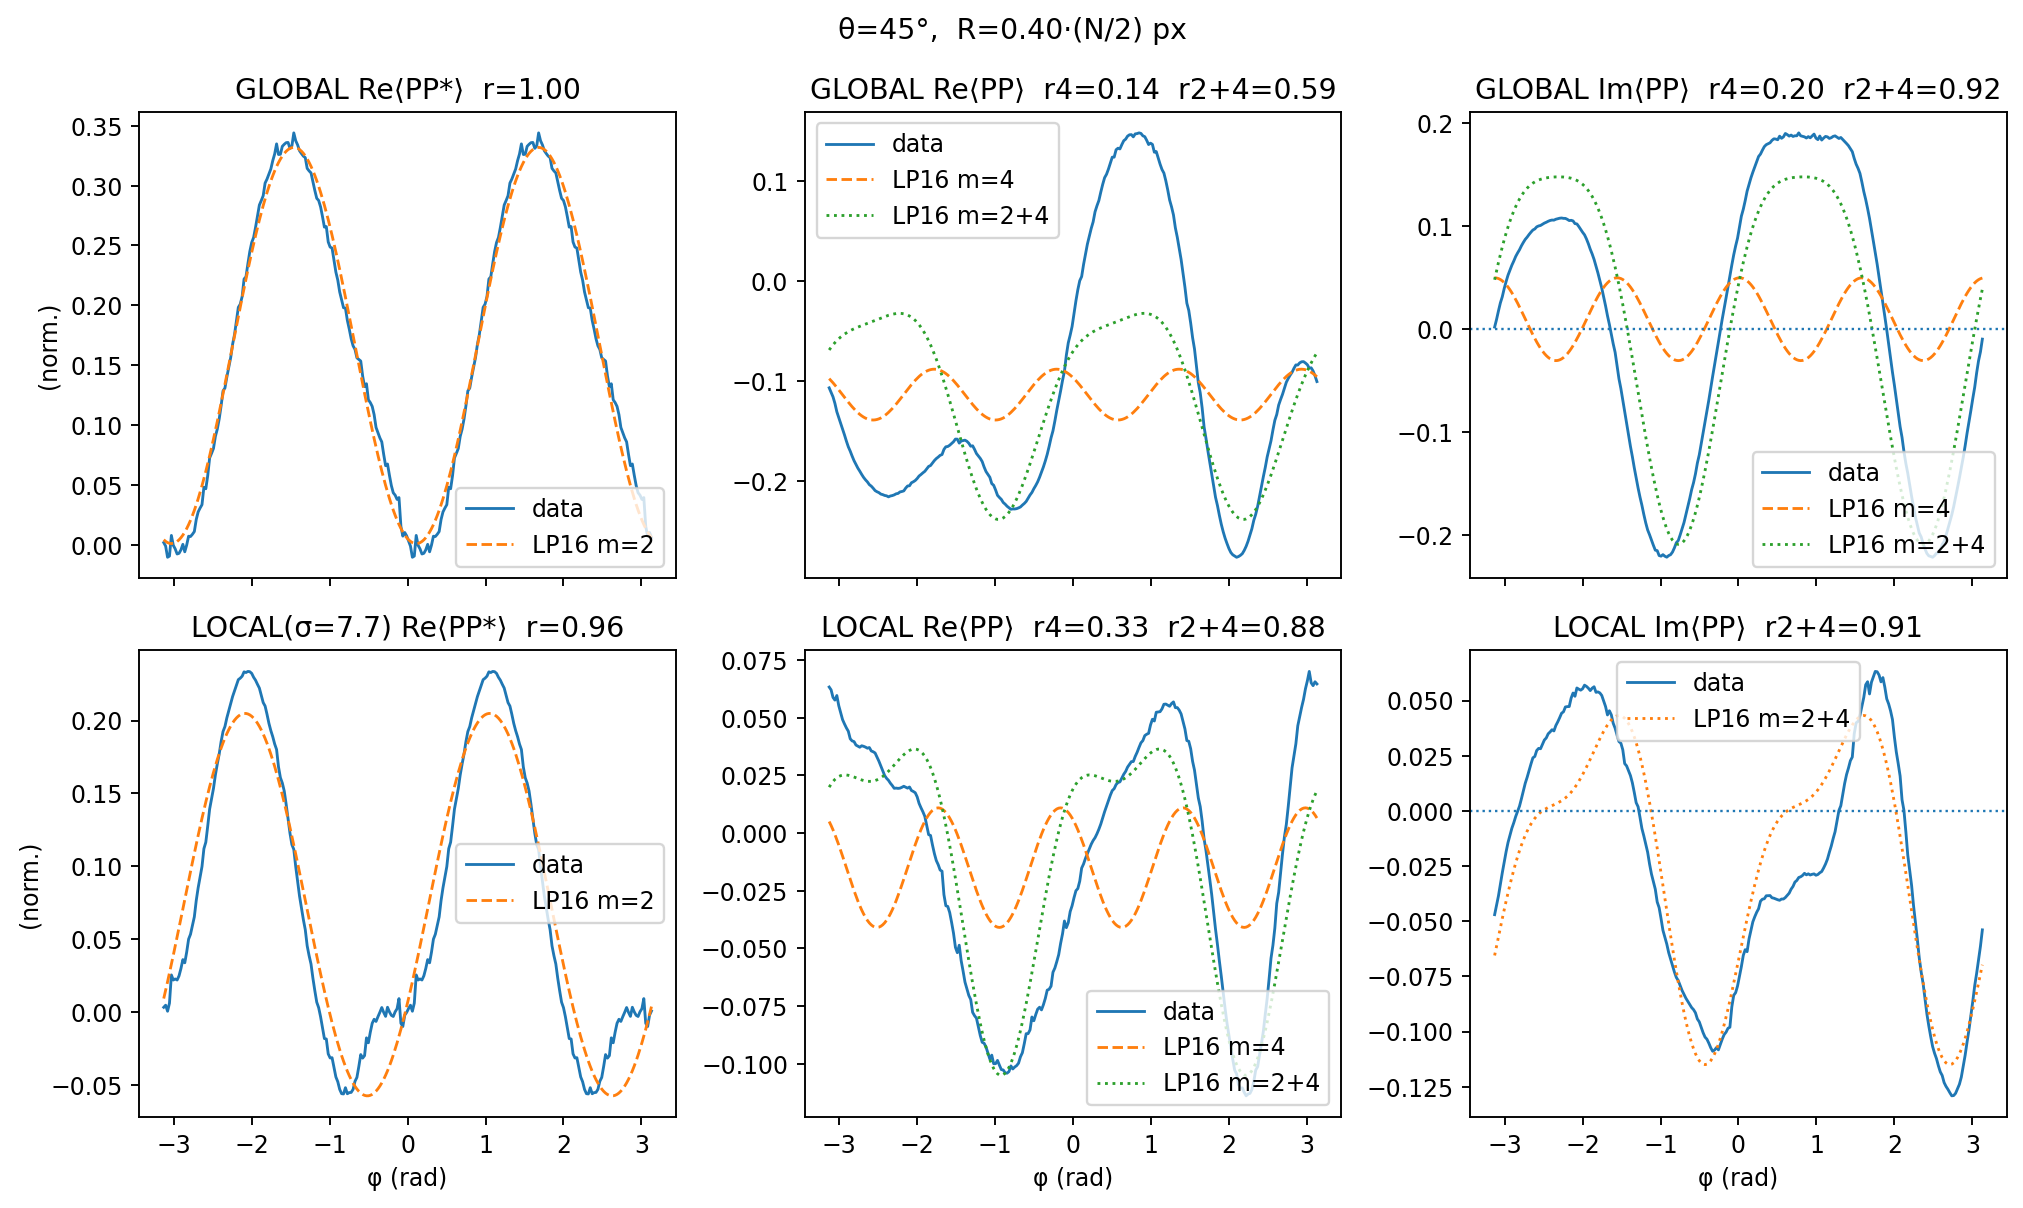 θ=45°,  R=0.40·(N/2) px
GLOBAL Re⟨PP*⟩  r=1.00
(norm.)
0.35
0.30
0.25
0.20
0.15
0.10
0.05
0.00
data
LP16 m=2
GLOBAL Re⟨PP⟩  r4=0.14  r2+4=0.59
0.1
0.0
−0.1
−0.2
data
LP16 m=4
LP16 m=2+4
GLOBAL Im⟨PP⟩  r4=0.20  r2+4=0.92
0.2
0.1
0.0
−0.1
−0.2
data
LP16 m=4
LP16 m=2+4
LOCAL(σ=7.7) Re⟨PP*⟩  r=0.96
(norm.)
0.20
0.15
0.10
0.05
0.00
−0.05
data
LP16 m=2
−3 −2 −1 0 1 2 3
φ (rad)
LOCAL Re⟨PP⟩  r4=0.33  r2+4=0.88
0.075
0.050
0.025
0.000
−0.025
−0.050
−0.075
−0.100
data
LP16 m=4
LP16 m=2+4
−3 −2 −1 0 1 2 3
φ (rad)
LOCAL Im⟨PP⟩  r2+4=0.91
0.050
0.025
0.000
−0.025
−0.050
−0.075
−0.100
−0.125
data
LP16 m=2+4
−3 −2 −1 0 1 2 3
φ (rad)